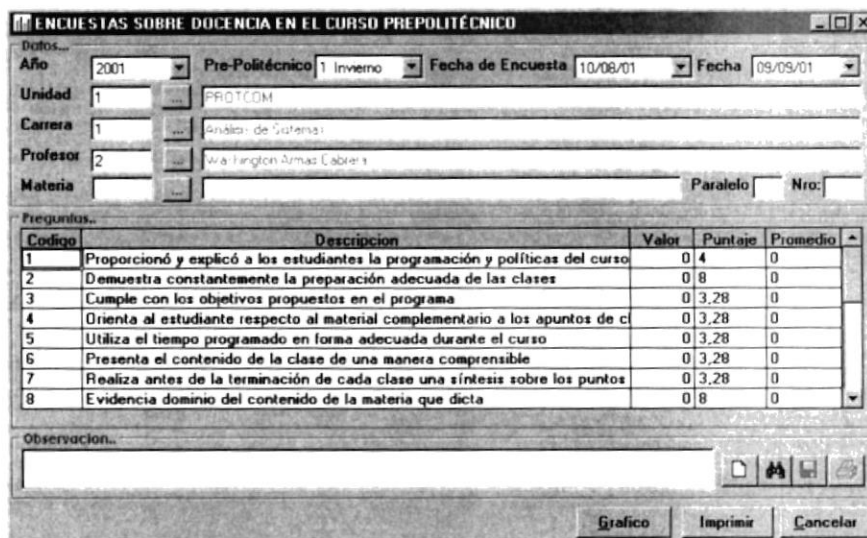 ENCUESTAS SOBRE DOCENCIA EN EL CURSO PREPOLITÉCNICO
Datos...
Año 2001 Pre-Politécnico 1 Invierno Fecha de Encuesta 10/08/01 Fecha 09/09/01
Unidad 1 ... PROTCOM
Carrera 1 ... Análisis de Sistemas
Profesor 2 ... Washington Armas Cabrera
Materia ... Paralelo Nro:
Preguntas..
Codigo Descripcion Valor Puntaje Promedio
1 Proporcionó y explicó a los estudiantes la programación y políticas del curso 0 4 0
2 Demuestra constantemente la preparación adecuada de las clases 0 8 0
3 Cumple con los objetivos propuestos en el programa 0 3,28 0
4 Orienta al estudiante respecto al material complementario a los apuntos de cl 0 3,28 0
5 Utiliza el tiempo programado en forma adecuada durante el curso 0 3,28 0
6 Presenta el contenido de la clase de una manera comprensible 0 3,28 0
7 Realiza antes de la terminación de cada clase una síntesis sobre los puntos 0 3,28 0
8 Evidencia dominio del contenido de la materia que dicta 0 8 0
Observacion..
Grafico Imprimir Cancelar